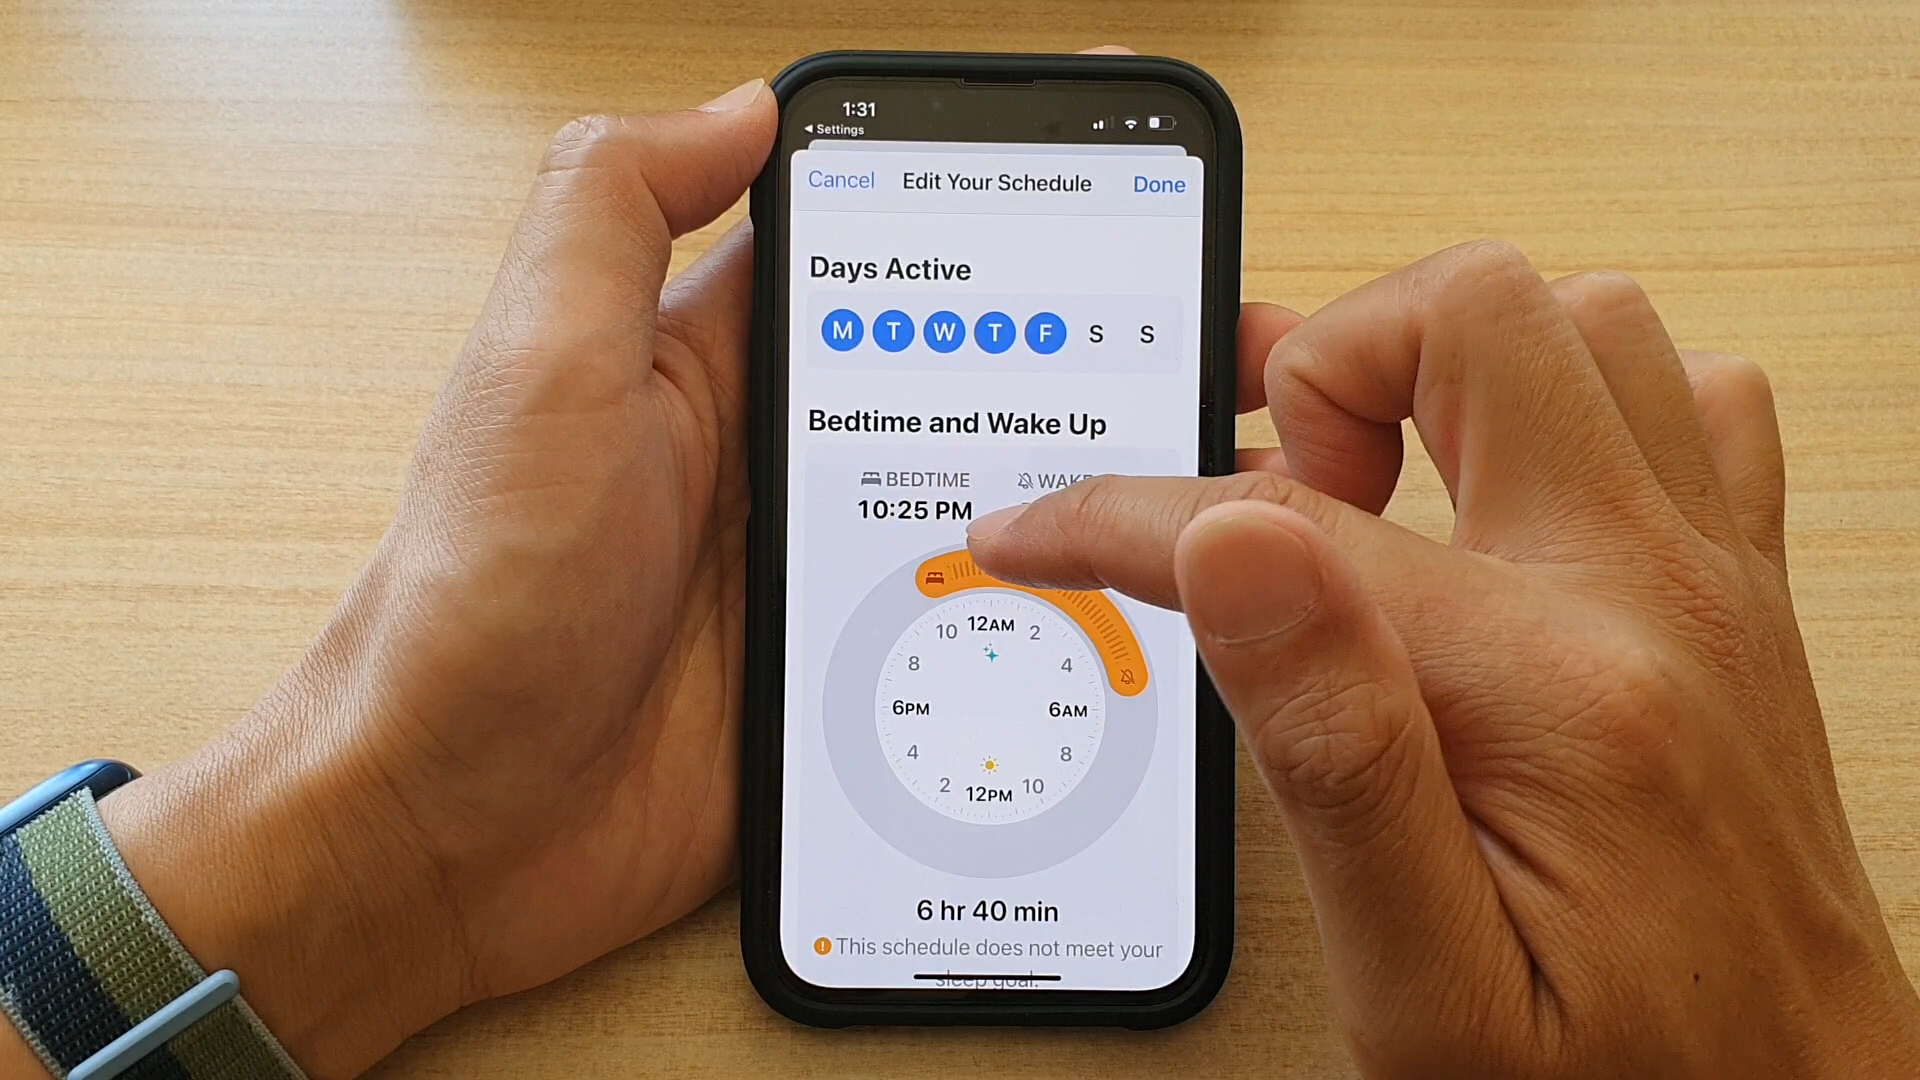 1:31
◀ Settings
Cancel Edit Your Schedule Done
Days Active
M T W T F S S
Bedtime and Wake Up
BEDTIME
10:25 PM
12AM
2
4
6AM
8
10
12PM
2
4
6PM
8
10
6 hr 40 min
This schedule does not meet your
sleep goal.